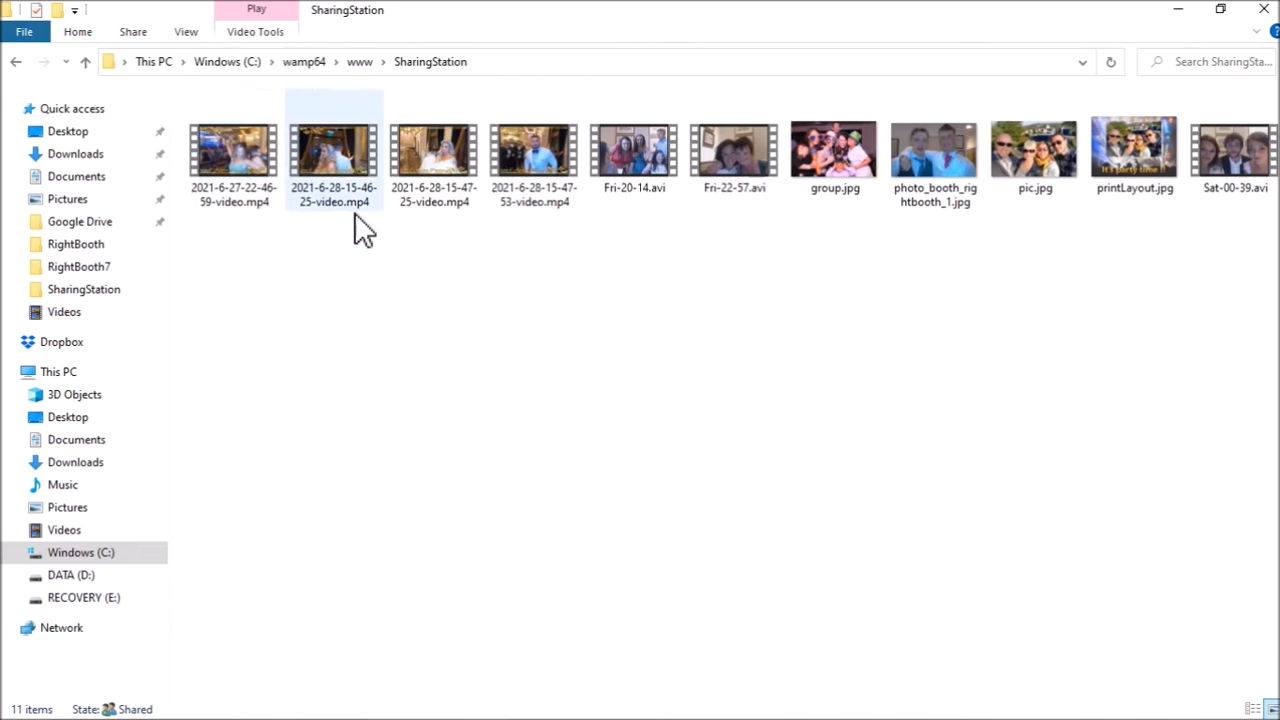 Play
SharingStation
File
Home
Share
View
Video Tools
This PC
Windows (C:)
wamp64
www
SharingStation
Search SharingSta...
Quick access
Desktop
Downloads
Documents
Pictures
Google Drive
RightBooth
RightBooth7
SharingStation
Videos
Dropbox
This PC
3D Objects
Desktop
Documents
Downloads
Music
Pictures
Videos
Windows (C:)
DATA (D:)
RECOVERY (E:)
Network
2021-6-27-22-46-
59-video.mp4
2021-6-28-15-46-
25-video.mp4
2021-6-28-15-47-
25-video.mp4
2021-6-28-15-47-
53-video.mp4
Fri-20-14.avi
Fri-22-57.avi
group.jpg
photo_booth_rig
htbooth_1.jpg
pic.jpg
It's party time !!
printLayout.jpg
Sat-00-39.avi
11 items
State:
Shared